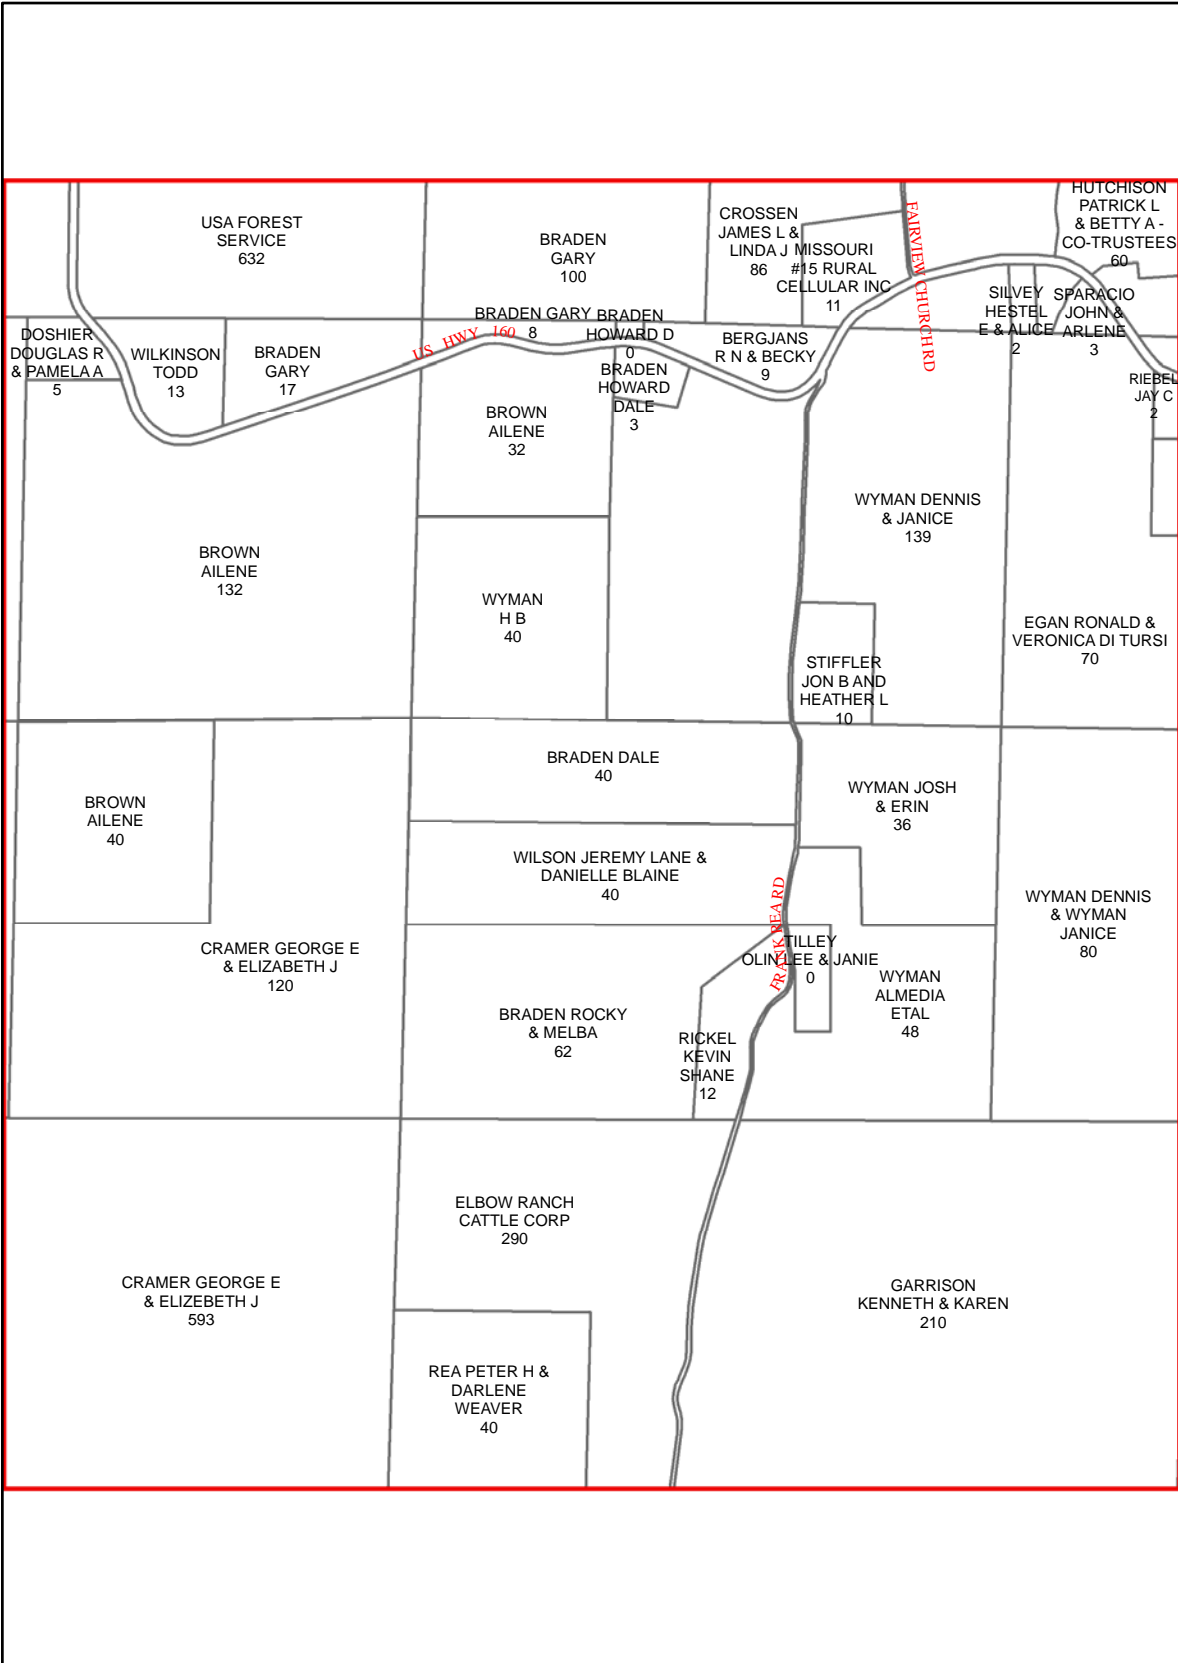 USA FOREST
SERVICE
632
BRADEN
GARY
100
CROSSEN
JAMES L &
LINDA J
86
MISSOURI
#15 RURAL
CELLULAR INC
11
FAIRVIEW CHURCH RD
HUTCHISON
PATRICK L
& BETTY A -
CO-TRUSTEES
60
DOSHIER
DOUGLAS R
& PAMELA A
5
WILKINSON
TODD
13
BRADEN
GARY
17
US HWY 160
BRADEN GARY
8
BRADEN
HOWARD D
0
BRADEN
HOWARD
DALE
3
BERGJANS
R N & BECKY
9
SILVEY
HESTEL
E & ALICE
2
SPARACIO
JOHN &
ARLENE
3
RIEBEL
JAY C
2
BROWN
AILENE
32
BROWN
AILENE
132
WYMAN
H B
40
WYMAN DENNIS
& JANICE
139
EGAN RONALD &
VERONICA DI TURSI
70
STIFFLER
JON B AND
HEATHER L
10
BROWN
AILENE
40
BRADEN DALE
40
WYMAN JOSH
& ERIN
36
WILSON JEREMY LANE &
DANIELLE BLAINE
40
WYMAN DENNIS
& WYMAN
JANICE
80
FRANK REA RD
CRAMER GEORGE E
& ELIZABETH J
120
TILLEY
OLIN LEE & JANIE
0
WYMAN
ALMEDIA
ETAL
48
BRADEN ROCKY
& MELBA
62
RICKEL
KEVIN
SHANE
12
ELBOW RANCH
CATTLE CORP
290
CRAMER GEORGE E
& ELIZEBETH J
593
GARRISON
KENNETH & KAREN
210
REA PETER H &
DARLENE
WEAVER
40